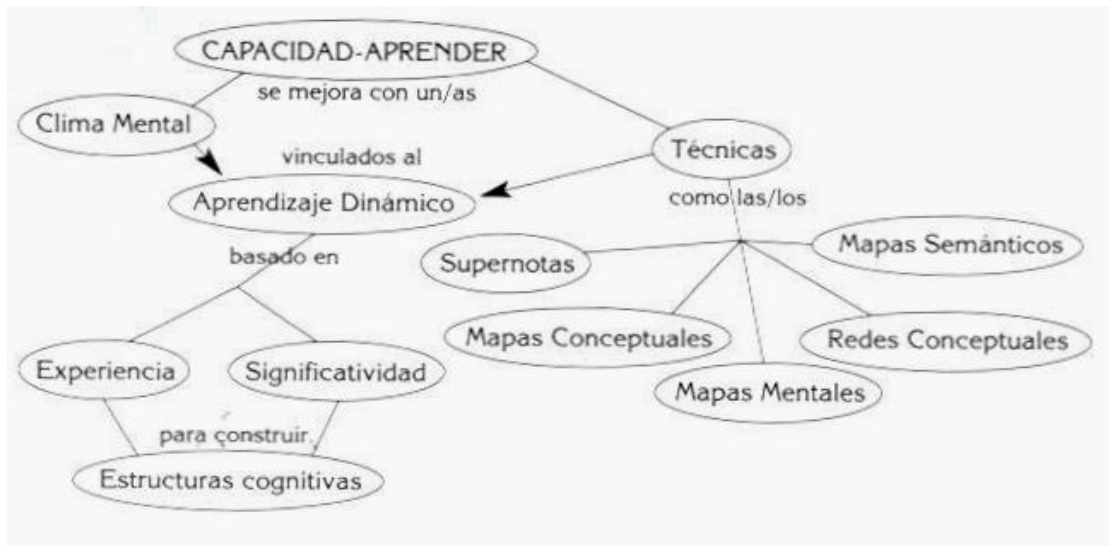 CAPACIDAD-APRENDER
se mejora con un/as
Clima Mental
Técnicas
vinculados al
Aprendizaje Dinámico
como las/los
basado en
Supernotas
Mapas Semánticos
Mapas Conceptuales
Redes Conceptuales
Mapas Mentales
Experiencia
Significatividad
para construir
Estructuras cognitivas